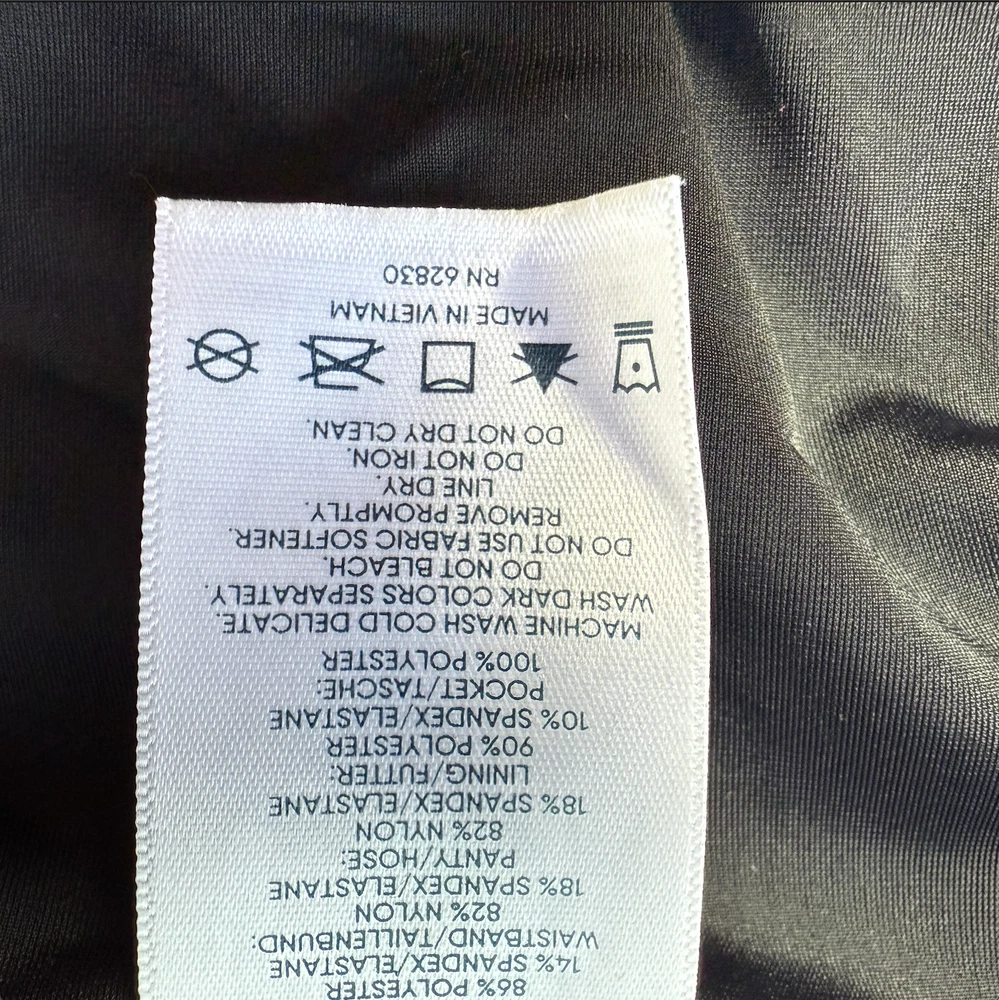 86% POLYESTER
14% SPANDEX/ELASTANE
WAISTBAND/TAILLENBUND:
82% NYLON
18% SPANDEX/ELASTANE
PANTY/HOSE:
82% NYLON
18% SPANDEX/ELASTANE
LINING/FUTTER:
90% POLYESTER
10% SPANDEX/ELASTANE
POCKET/TASCHE:
100% POLYESTER
MACHINE WASH COLD DELICATE.
WASH DARK COLORS SEPARATELY.
DO NOT BLEACH.
DO NOT USE FABRIC SOFTENER.
REMOVE PROMPTLY.
LINE DRY.
DO NOT IRON.
DO NOT DRY CLEAN.
MADE IN VIETNAM
RN 62830